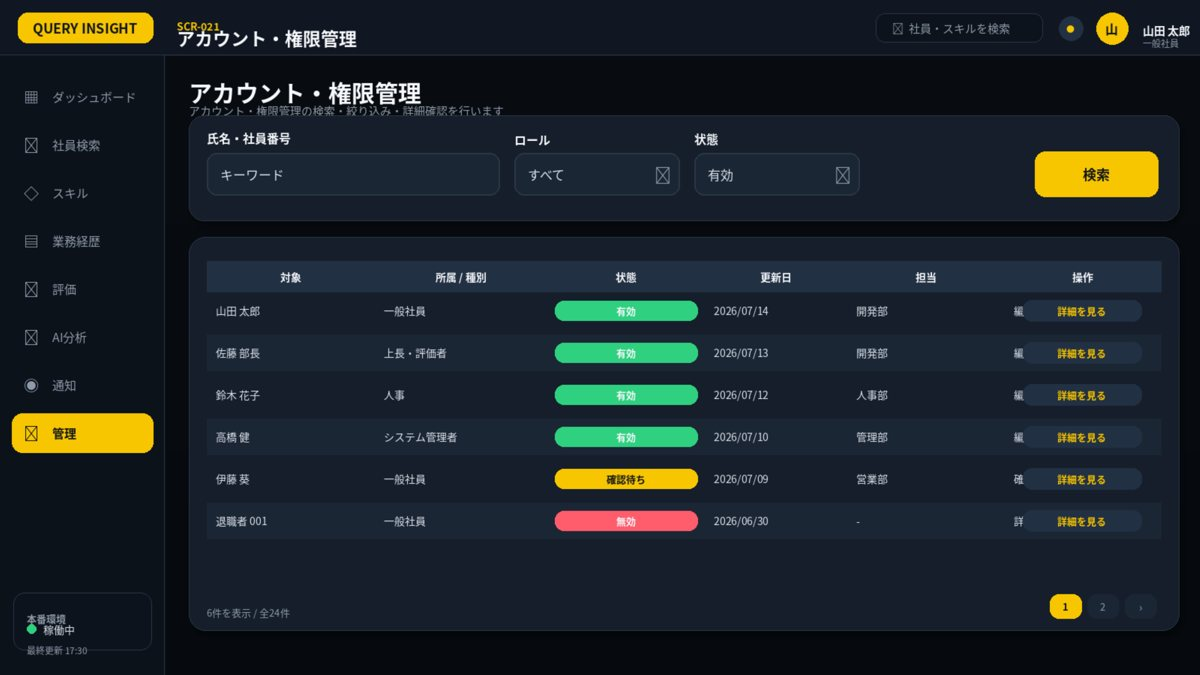 QUERY INSIGHT
SCR-021
アカウント・権限管理
社員・スキルを検索
山
山田 太郎
一般社員
ダッシュボード
社員検索
スキル
業務経歴
評価
AI分析
通知
管理
本番環境
稼働中
最終更新 17:30
アカウント・権限管理
アカウント・権限管理の検索・絞り込み・詳細確認を行います
氏名・社員番号 ロール 状態
キーワード すべて 有効 検索
対象 所属 / 種別 状態 更新日 担当 操作
山田 太郎 一般社員 有効 2026/07/14 開発部 編 詳細を見る
佐藤 部長 上長・評価者 有効 2026/07/13 開発部 編 詳細を見る
鈴木 花子 人事 有効 2026/07/12 人事部 編 詳細を見る
高橋 健 システム管理者 有効 2026/07/10 管理部 編 詳細を見る
伊藤 葵 一般社員 確認待ち 2026/07/09 営業部 確 詳細を見る
退職者 001 一般社員 無効 2026/06/30 - 詳 詳細を見る
6件を表示 / 全24件 1 2 ›